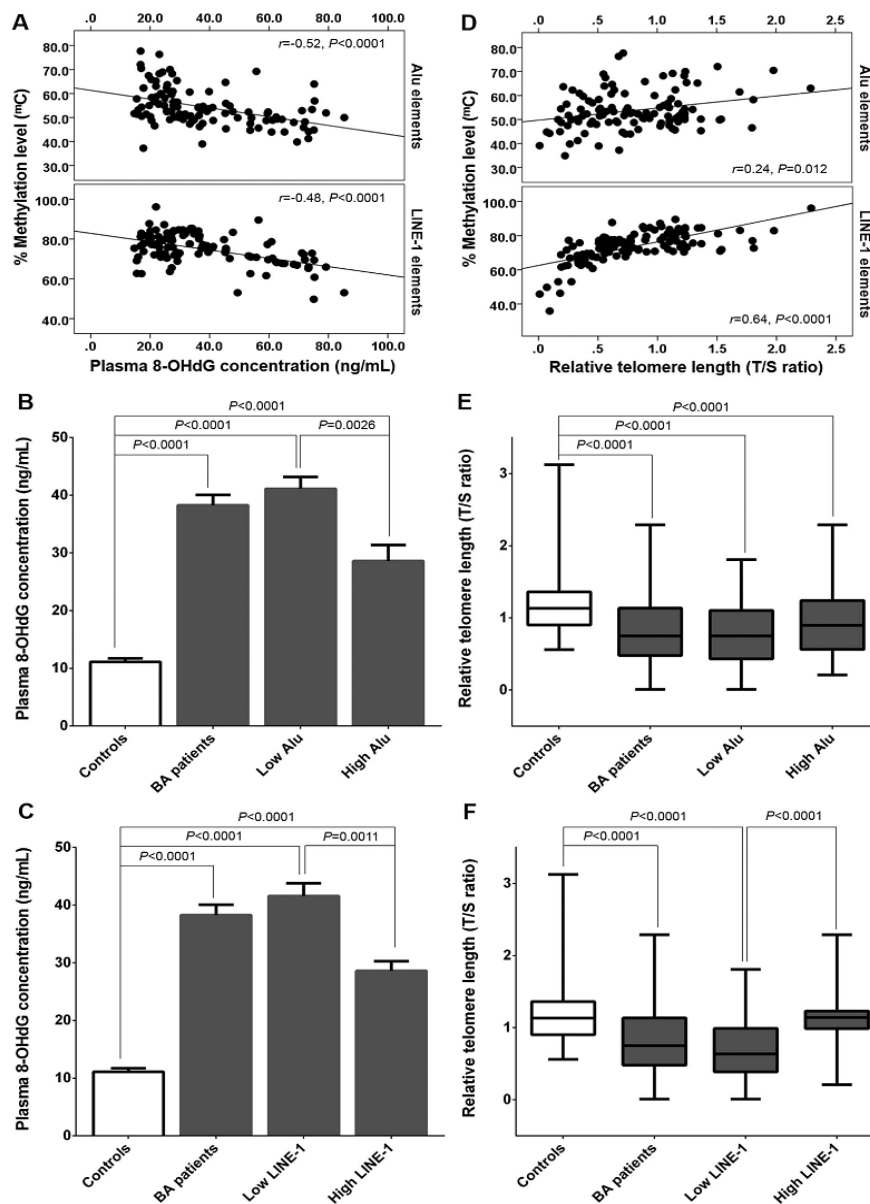 A
.0 20.0 40.0 60.0 80.0 100.0
80.0
70.0
60.0
50.0
40.0
30.0
r=-0.52, P<0.0001
Alu elements
% Methylation level (ᵐC)
100.0
80.0
60.0
40.0
r=-0.48, P<0.0001
LINE-1 elements
.0 20.0 40.0 60.0 80.0 100.0
Plasma 8-OHdG concentration (ng/mL)
D
.0 .5 1.0 1.5 2.0 2.5
80.0
70.0
60.0
50.0
40.0
30.0
r=0.24, P=0.012
Alu elements
% Methylation level (ᵐC)
100.0
80.0
60.0
40.0
r=0.64, P<0.0001
LINE-1 elements
.0 .5 1.0 1.5 2.0 2.5
Relative telomere length (T/S ratio)
B
P<0.0001
P<0.0001
P=0.0026
P<0.0001
50
40
30
20
10
0
Plasma 8-OHdG concentration (ng/mL)
Controls
BA patients
Low Alu
High Alu
E
P<0.0001
P<0.0001
P<0.0001
3
2
1
0
Relative telomere length (T/S ratio)
Controls
BA patients
Low Alu
High Alu
C
P<0.0001
P<0.0001
P=0.0011
P<0.0001
50
40
30
20
10
0
Plasma 8-OHdG concentration (ng/mL)
Controls
BA patients
Low LINE-1
High LINE-1
F
P<0.0001
P<0.0001
P<0.0001
3
2
1
0
Relative telomere length (T/S ratio)
Controls
BA patients
Low LINE-1
High LINE-1